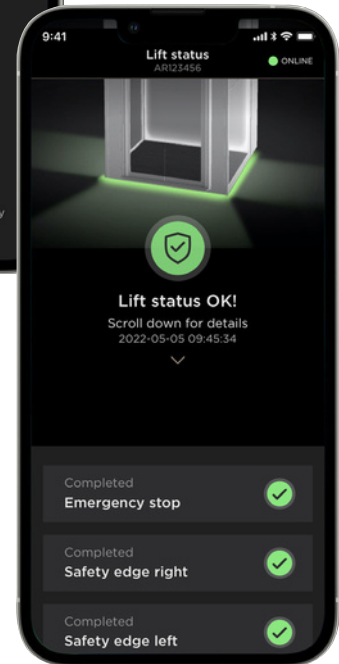 9:41
Lift status
AR123456
ONLINE
Lift status OK!
Scroll down for details
2022-05-05 09:45:34
Completed
Emergency stop
Completed
Safety edge right
Completed
Safety edge left